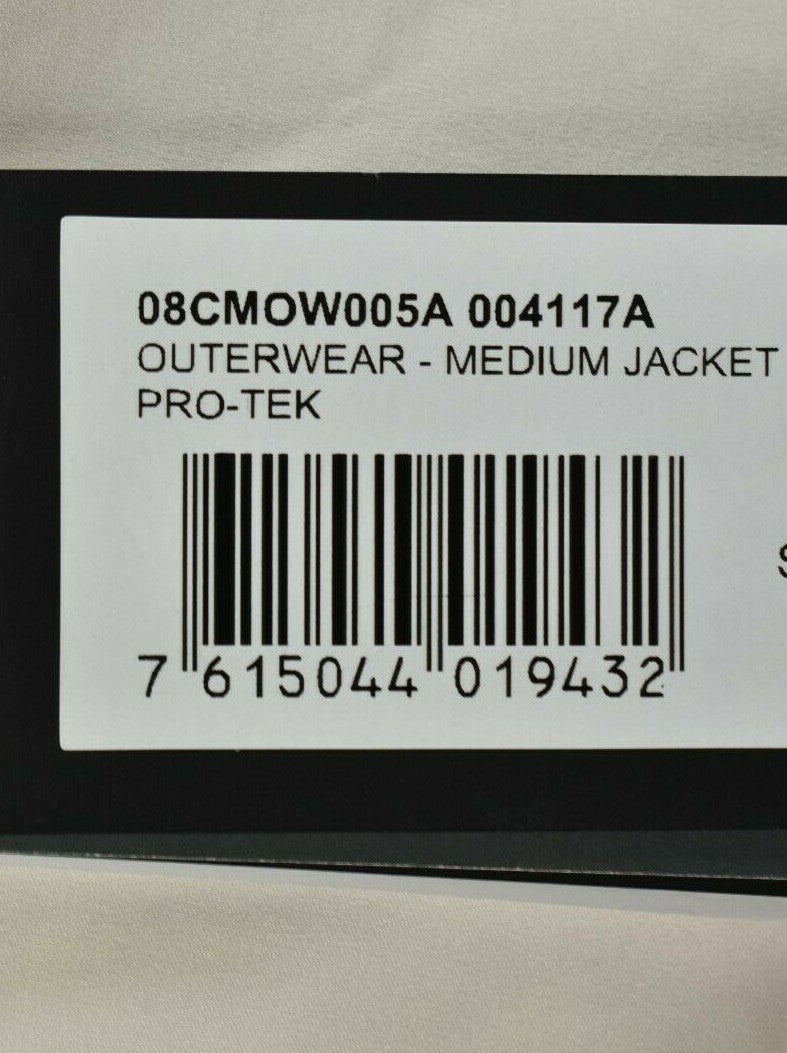 08CMOW005A 004117A
OUTERWEAR - MEDIUM JACKET
PRO-TEK
7 615044 019432